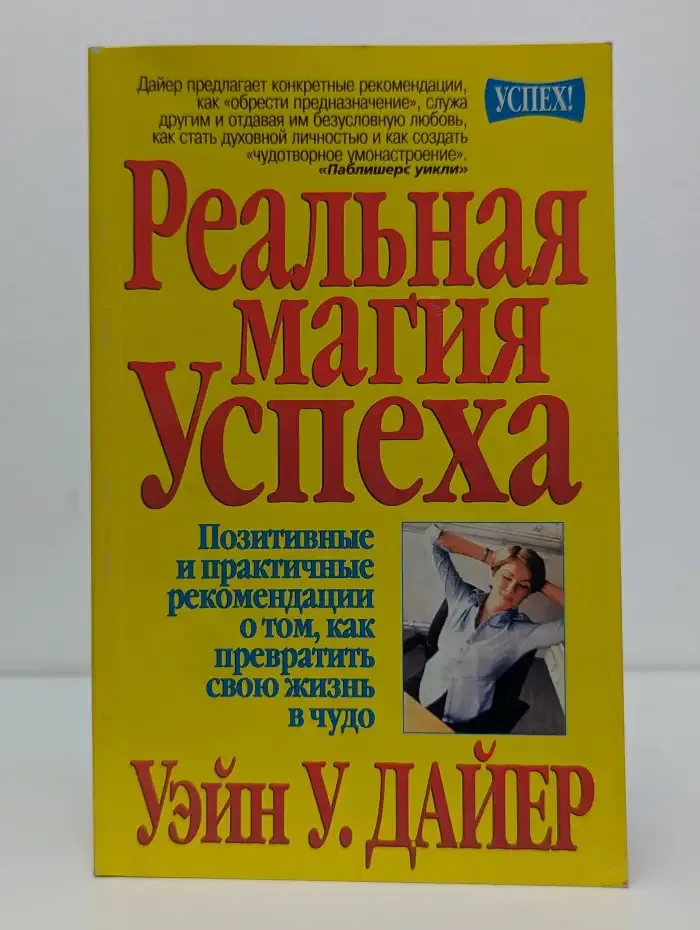 Дайер предлагает конкретные рекомендации,
как «обрести предназначение», служа
другим и отдавая им безусловную любовь,
как стать духовной личностью и как создать
«чудотворное умонастроение».
«Паблишерс уикли»
УСПЕХ!
Реальная
магия
Успеха
Позитивные
и практичные
рекомендации
о том, как
превратить
свою жизнь
в чудо
Уэйн У. ДАЙЕР